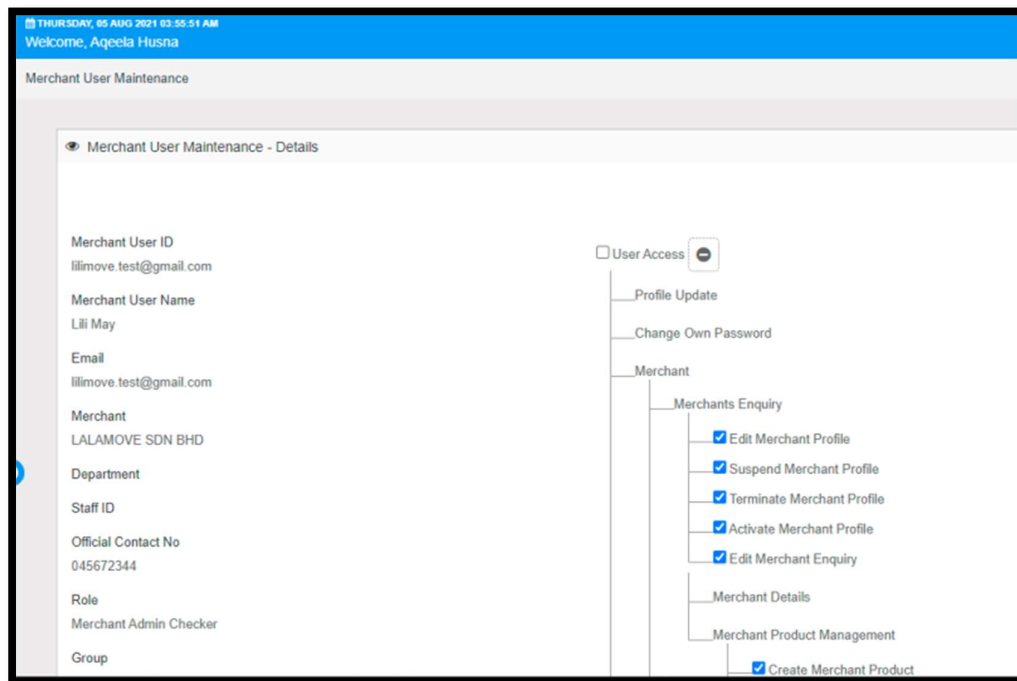 THURSDAY, 05 AUG 2021 03:55:51 AM
Welcome, Aqeela Husna
Merchant User Maintenance
Merchant User Maintenance - Details
Merchant User ID
lilimove.test@gmail.com
Merchant User Name
Lili May
Email
lilimove.test@gmail.com
Merchant
LALAMOVE SDN BHD
Department
Staff ID
Official Contact No
045672344
Role
Merchant Admin Checker
Group
User Access
Profile Update
Change Own Password
Merchant
Merchants Enquiry
Edit Merchant Profile
Suspend Merchant Profile
Terminate Merchant Profile
Activate Merchant Profile
Edit Merchant Enquiry
Merchant Details
Merchant Product Management
Create Merchant Product